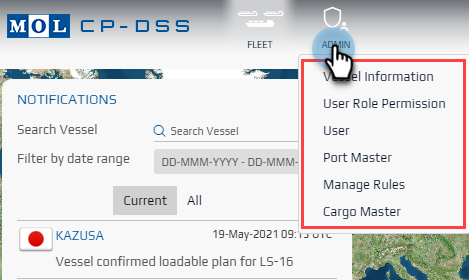 MOL CP-DSS
FLEET
ADMIN
Vessel Information
User Role Permission
User
Port Master
Manage Rules
Cargo Master
NOTIFICATIONS
Search Vessel
Search Vessel
Filter by date range
DD-MMM-YYYY - DD-MMM-
Current
All
KAZUSA
19-May-2021 09:15 UTC
Vessel confirmed loadable plan for LS-16